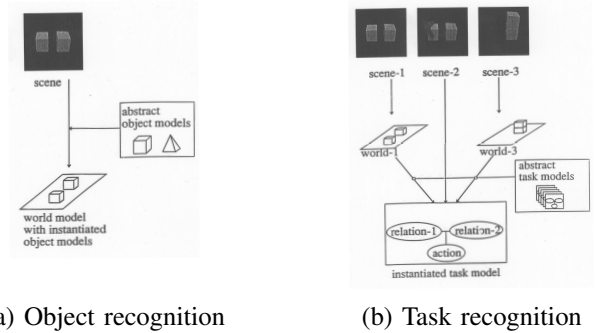 scene
abstract
object models
world model
with instantiated
object models
a) Object recognition
scene-1
scene-2
scene-3
world-1
world-3
abstract
task models
relation-1
relation-2
action
instantiated task model
(b) Task recognition